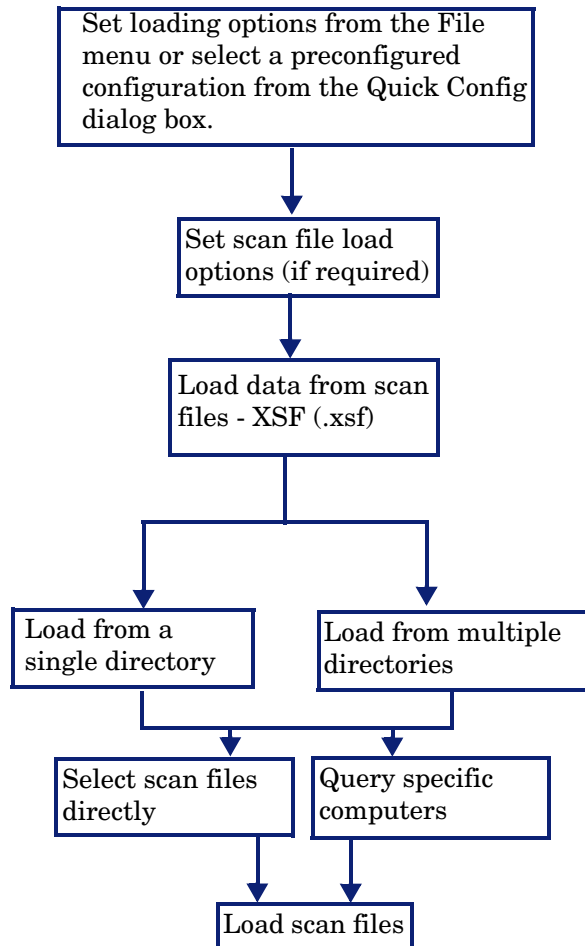 Set loading options from the File
menu or select a preconfigured
configuration from the Quick Config
dialog box.
Set scan file load
options (if required)
Load data from scan
files - XSF (.xsf)
Load from a
single directory
Load from multiple
directories
Select scan files
directly
Query specific
computers
Load scan files